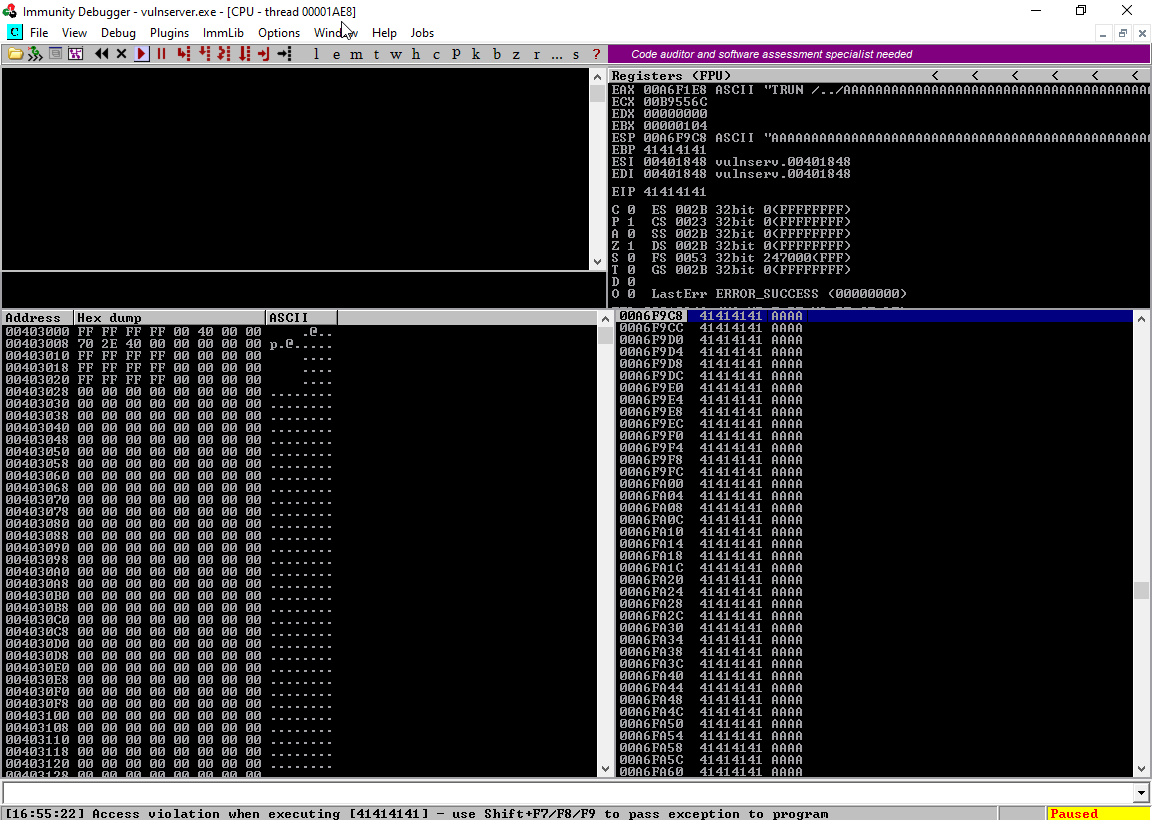 Immunity Debugger - vulnserver.exe - [CPU - thread 00001AE8]
C File View Debug Plugins ImmLib Options Window Help Jobs
l e m t w h c P k b z r ... s ?
Code auditor and software assessment specialist needed
Registers (FPU) < < < < < <
EAX 00A6F1E8 ASCII "TRUN /../AAAAAAAAAAAAAAAAAAAAAAAAAAAAAAAAAAAAAAA
ECX 00B9556C
EDX 00000000
EBX 00000104
ESP 00A6F9C8 ASCII "AAAAAAAAAAAAAAAAAAAAAAAAAAAAAAAAAAAAAAAAAAAAAAAA
EBP 41414141
ESI 00401848 vulnserv.00401848
EDI 00401848 vulnserv.00401848
EIP 41414141
C 0 ES 002B 32bit 0(FFFFFFFF)
P 1 CS 0023 32bit 0(FFFFFFFF)
A 0 SS 002B 32bit 0(FFFFFFFF)
Z 1 DS 002B 32bit 0(FFFFFFFF)
S 0 FS 0053 32bit 247000(FFF)
T 0 GS 002B 32bit 0(FFFFFFFF)
D 0
O 0 LastErr ERROR_SUCCESS (00000000)
Address Hex dump ASCII
00403000 FF FF FF FF 00 40 00 00 .@..
00403008 70 2E 40 00 00 00 00 00 p.@.....
00403010 FF FF FF FF 00 00 00 00 ....
00403018 FF FF FF FF 00 00 00 00 ....
00403020 FF FF FF FF 00 00 00 00 ....
00403028 00 00 00 00 00 00 00 00 ........
00403030 00 00 00 00 00 00 00 00 ........
00403038 00 00 00 00 00 00 00 00 ........
00403040 00 00 00 00 00 00 00 00 ........
00403048 00 00 00 00 00 00 00 00 ........
00403050 00 00 00 00 00 00 00 00 ........
00403058 00 00 00 00 00 00 00 00 ........
00403060 00 00 00 00 00 00 00 00 ........
00403068 00 00 00 00 00 00 00 00 ........
00403070 00 00 00 00 00 00 00 00 ........
00403078 00 00 00 00 00 00 00 00 ........
00403080 00 00 00 00 00 00 00 00 ........
00403088 00 00 00 00 00 00 00 00 ........
00403090 00 00 00 00 00 00 00 00 ........
00403098 00 00 00 00 00 00 00 00 ........
004030A0 00 00 00 00 00 00 00 00 ........
004030A8 00 00 00 00 00 00 00 00 ........
004030B0 00 00 00 00 00 00 00 00 ........
004030B8 00 00 00 00 00 00 00 00 ........
004030C0 00 00 00 00 00 00 00 00 ........
004030C8 00 00 00 00 00 00 00 00 ........
004030D0 00 00 00 00 00 00 00 00 ........
004030D8 00 00 00 00 00 00 00 00 ........
004030E0 00 00 00 00 00 00 00 00 ........
004030E8 00 00 00 00 00 00 00 00 ........
004030F0 00 00 00 00 00 00 00 00 ........
004030F8 00 00 00 00 00 00 00 00 ........
00403100 00 00 00 00 00 00 00 00 ........
00403108 00 00 00 00 00 00 00 00 ........
00403110 00 00 00 00 00 00 00 00 ........
00403118 00 00 00 00 00 00 00 00 ........
00403120 00 00 00 00 00 00 00 00 ........
00403128 00 00 00 00 00 00 00 00 ........
00A6F9C8 41414141 AAAA
00A6F9CC 41414141 AAAA
00A6F9D0 41414141 AAAA
00A6F9D4 41414141 AAAA
00A6F9D8 41414141 AAAA
00A6F9DC 41414141 AAAA
00A6F9E0 41414141 AAAA
00A6F9E4 41414141 AAAA
00A6F9E8 41414141 AAAA
00A6F9EC 41414141 AAAA
00A6F9F0 41414141 AAAA
00A6F9F4 41414141 AAAA
00A6F9F8 41414141 AAAA
00A6F9FC 41414141 AAAA
00A6FA00 41414141 AAAA
00A6FA04 41414141 AAAA
00A6FA08 41414141 AAAA
00A6FA0C 41414141 AAAA
00A6FA10 41414141 AAAA
00A6FA14 41414141 AAAA
00A6FA18 41414141 AAAA
00A6FA1C 41414141 AAAA
00A6FA20 41414141 AAAA
00A6FA24 41414141 AAAA
00A6FA28 41414141 AAAA
00A6FA2C 41414141 AAAA
00A6FA30 41414141 AAAA
00A6FA34 41414141 AAAA
00A6FA38 41414141 AAAA
00A6FA3C 41414141 AAAA
00A6FA40 41414141 AAAA
00A6FA44 41414141 AAAA
00A6FA48 41414141 AAAA
00A6FA4C 41414141 AAAA
00A6FA50 41414141 AAAA
00A6FA54 41414141 AAAA
00A6FA58 41414141 AAAA
00A6FA5C 41414141 AAAA
00A6FA60 41414141 AAAA
[16:55:22] Access violation when executing [41414141] - use Shift+F7/F8/F9 to pass exception to program
Paused